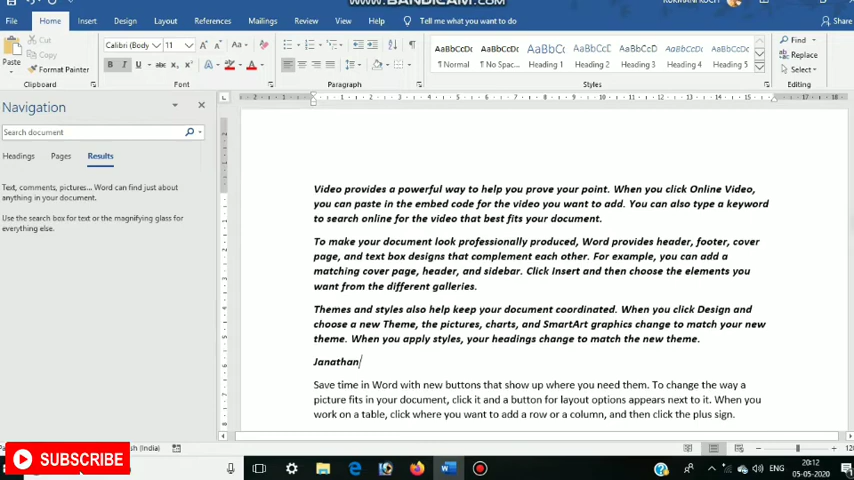 WWW.BANDICAM.COM
File Home Insert Design Layout References Mailings Review View Help Tell me what you want to do Share
Cut
Copy
Format Painter
Paste
Calibri (Body) 11
AaBbCcDc AaBbCcDc AaBbC( AaBbCcD AaBbCcD AaBbCcD AaBbCcD
¶ Normal ¶ No Spac... Heading 1 Heading 2 Heading 3 Heading 4 Heading 5
Find
Replace
Select
Font Paragraph Styles Editing
Navigation
Search document
Headings Pages Results
Text, comments, pictures... Word can find just about
anything in your document.
Use the search box for text or the magnifying glass for
everything else.
Video provides a powerful way to help you prove your point. When you click Online Video,
you can paste in the embed code for the video you want to add. You can also type a keyword
to search online for the video that best fits your document.
To make your document look professionally produced, Word provides header, footer, cover
page, and text box designs that complement each other. For example, you can add a
matching cover page, header, and sidebar. Click Insert and then choose the elements you
want from the different galleries.
Themes and styles also help keep your document coordinated. When you click Design and
choose a new Theme, the pictures, charts, and SmartArt graphics change to match your new
theme. When you apply styles, your headings change to match the new theme.
Janathan
Save time in Word with new buttons that show up where you need them. To change the way a
picture fits in your document, click it and a button for layout options appears next to it. When you
work on a table, click where you want to add a row or a column, and then click the plus sign.
(India)
SUBSCRIBE
ENG
20:12
05-05-2020